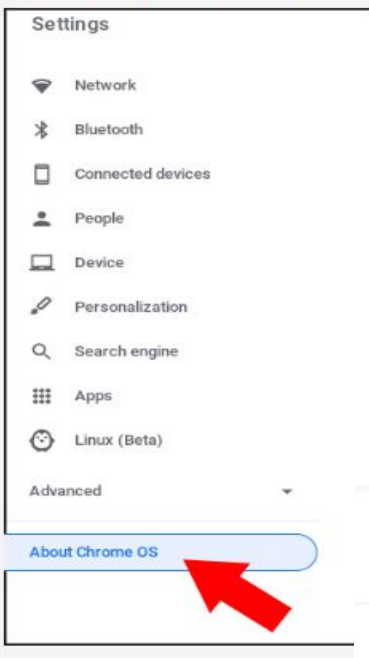 Settings
Network
Bluetooth
Connected devices
People
Device
Personalization
Search engine
Apps
Linux (Beta)
Advanced
About Chrome OS